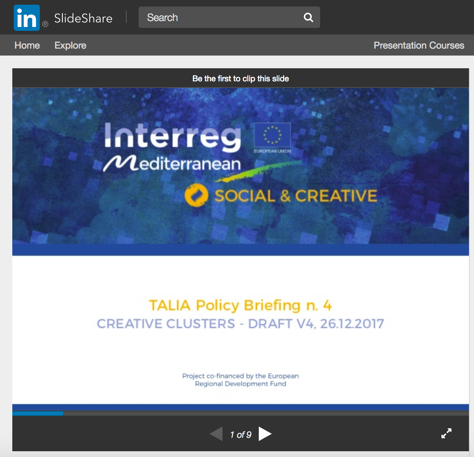 in® SlideShare
Search
Home Explore Presentation Courses
Be the first to clip this slide
Interreg
EUROPEAN UNION
Mediterranean
SOCIAL & CREATIVE
TALIA Policy Briefing n. 4
CREATIVE CLUSTERS - DRAFT V4, 26.12.2017
Project co-financed by the European
Regional Development Fund
1 of 9